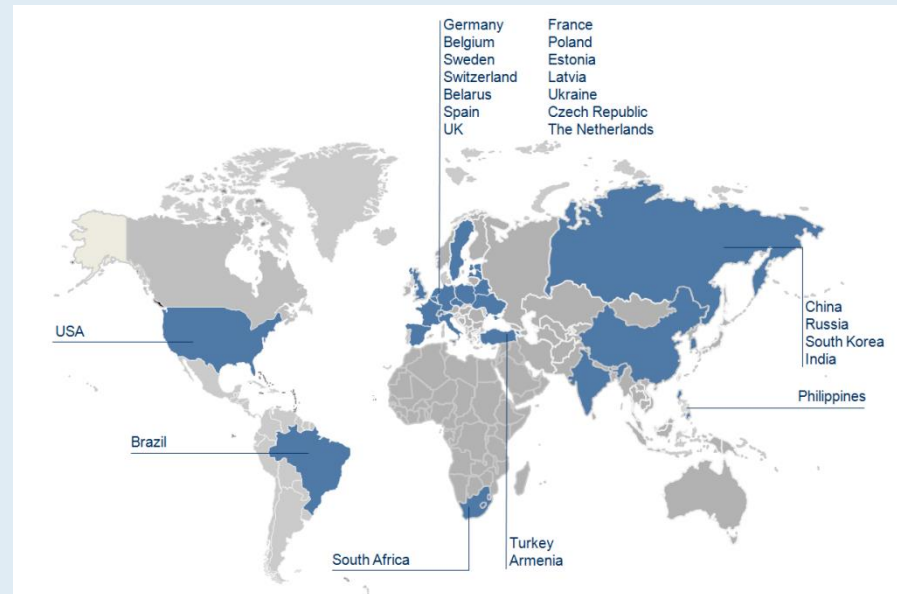 Germany
Belgium
Sweden
Switzerland
Belarus
Spain
UK
France
Poland
Estonia
Latvia
Ukraine
Czech Republic
The Netherlands
USA
China
Russia
South Korea
India
Philippines
Brazil
South Africa
Turkey
Armenia